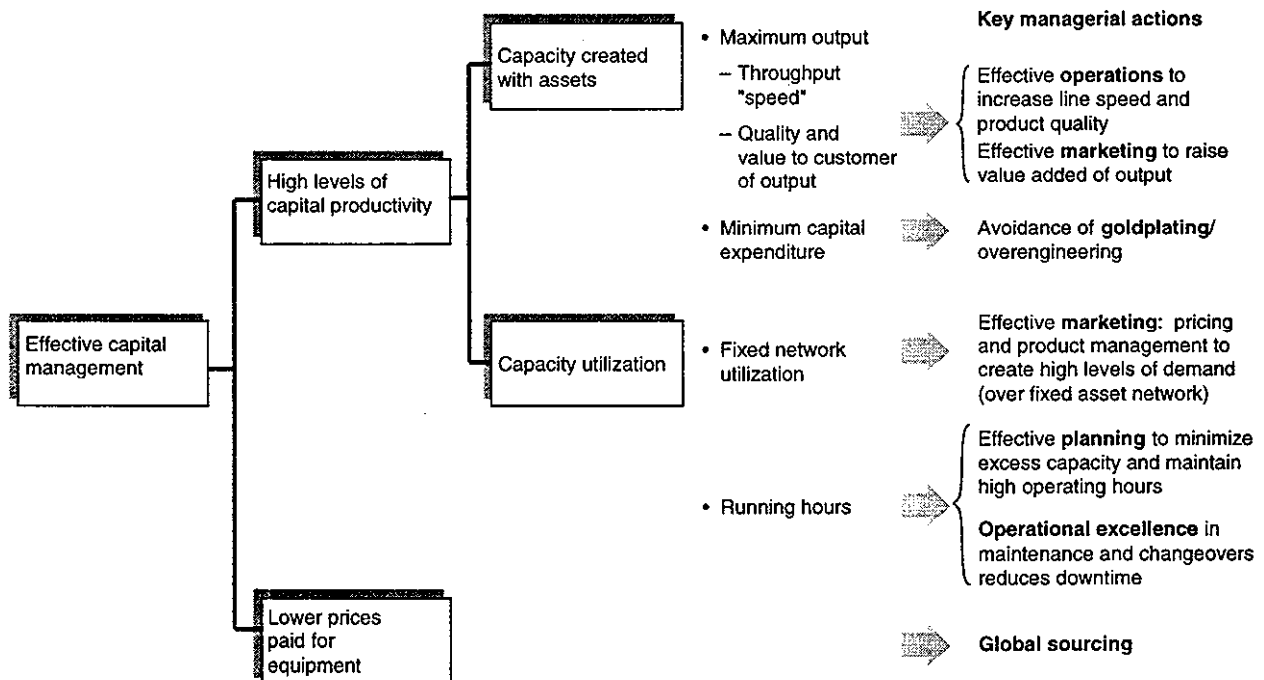 Key managerial actions
Capacity created
with assets
• Maximum output
– Throughput
"speed"
– Quality and
value to customer
of output
Effective operations to
increase line speed and
product quality
Effective marketing to raise
value added of output
High levels of
capital productivity
• Minimum capital
expenditure
Avoidance of goldplating/
overengineering
Effective capital
management
Capacity utilization
• Fixed network
utilization
Effective marketing: pricing
and product management to
create high levels of demand
(over fixed asset network)
• Running hours
Effective planning to minimize
excess capacity and maintain
high operating hours
Operational excellence in
maintenance and changeovers
reduces downtime
Lower prices
paid for
equipment
Global sourcing